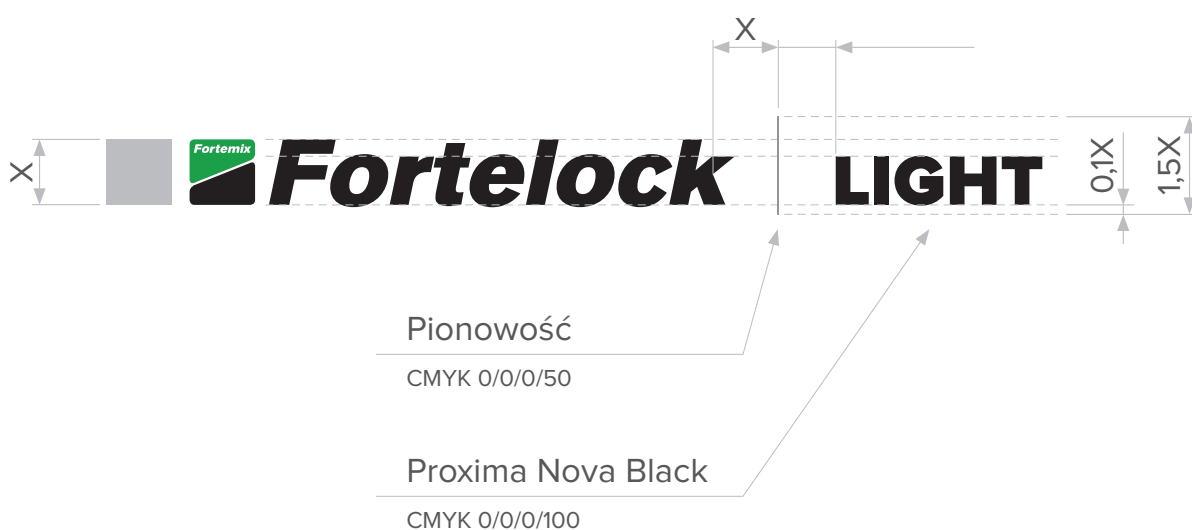 X
X
Fortemix
Fortelock
LIGHT
0,1X
1,5X
Pionowość
CMYK 0/0/0/50
Proxima Nova Black
CMYK 0/0/0/100